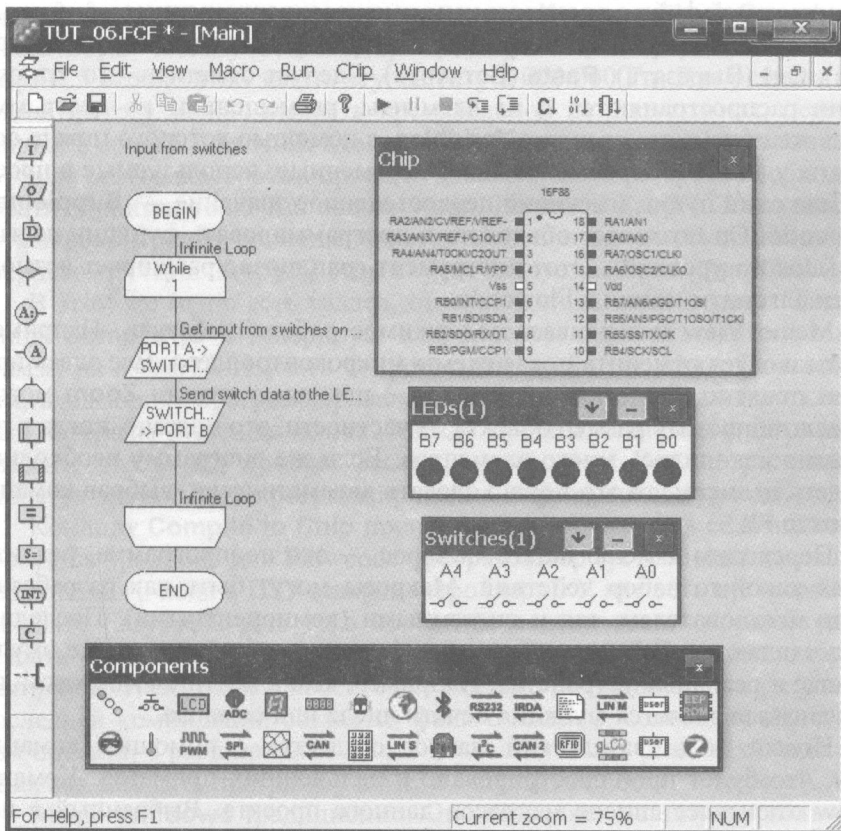 TUT_06.FCF * - [Main]
File Edit View Macro Run Chip Window Help
Input from switches
BEGIN
Infinite Loop
While
1
Get input from switches on ...
PORT A->
SWITCH...
Send switch data to the LE...
SWITCH...
-> PORT B
Infinite Loop
END
Chip
16F88
RA2/AN2/CVREF/VREF- 1 18 RA1/AN1
RA3/AN3/VREF+/C1OUT 2 17 RA0/AN0
RA4/AN4/T0CKI/C2OUT 3 16 RA7/OSC1/CLKI
RA5/MCLR/VPP 4 15 RA6/OSC2/CLKO
Vss 5 14 Vdd
RB0/INT/CCP1 6 13 RB7/AN6/PGD/T1OSI
RB1/SDI/SDA 7 12 RB6/AN5/PGC/T1OSO/T1CKI
RB2/SDO/RX/DT 8 11 RB5/SS/TX/CK
RB3/PGM/CCP1 9 10 RB4/SCK/SCL
LEDs(1)
B7 B6 B5 B4 B3 B2 B1 B0
Switches(1)
A4 A3 A2 A1 A0
Components
LCD ADC 8888 RS232 IRDA LIN M user EEP ROM
PWM SPI CAN LIN S I²C CAN 2 RFID gLCD user
For Help, press F1
Current zoom = 75%
NUM